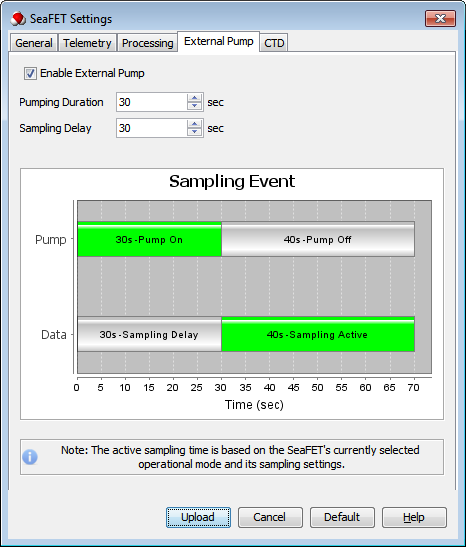 SeaFET Settings
General Telemetry Processing External Pump CTD
Enable External Pump
Pumping Duration 30 sec
Sampling Delay 30 sec
Sampling Event
Pump 30s-Pump On 40s-Pump Off
Data 30s-Sampling Delay 40s-Sampling Active
0 5 10 15 20 25 30 35 40 45 50 55 60 65 70
Time (sec)
Note: The active sampling time is based on the SeaFET's currently selected
operational mode and its sampling settings.
Upload Cancel Default Help